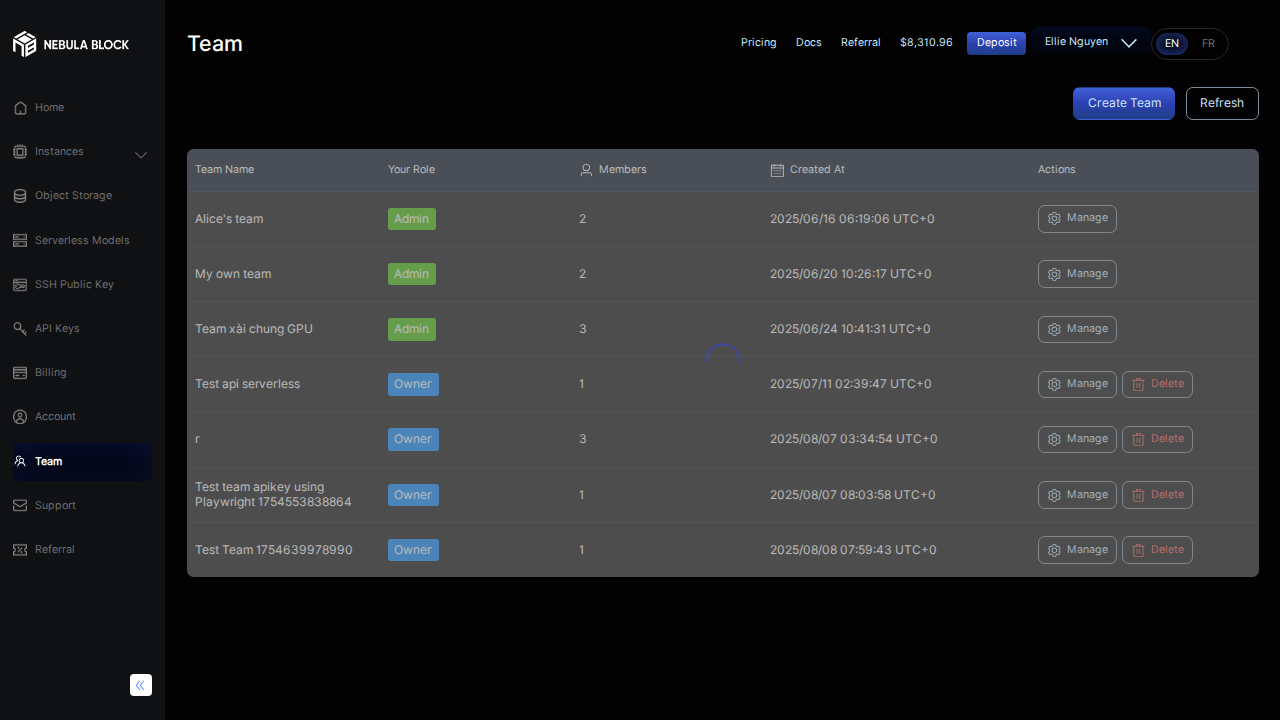 NEBULA BLOCK
Team
Pricing Docs Referral $8,310.96 Deposit Ellie Nguyen EN FR
Create Team Refresh
Home
Instances
Object Storage
Serverless Models
SSH Public Key
API Keys
Billing
Account
Team
Support
Referral
Team Name Your Role Members Created At Actions
Alice's team Admin 2 2025/06/16 06:19:06 UTC+0 Manage
My own team Admin 2 2025/06/20 10:26:17 UTC+0 Manage
Team xài chung GPU Admin 3 2025/06/24 10:41:31 UTC+0 Manage
Test api serverless Owner 1 2025/07/11 02:39:47 UTC+0 Manage Delete
r Owner 3 2025/08/07 03:34:54 UTC+0 Manage Delete
Test team apikey using
Playwright 1754553838864 Owner 1 2025/08/07 08:03:58 UTC+0 Manage Delete
Test Team 1754639978990 Owner 1 2025/08/08 07:59:43 UTC+0 Manage Delete